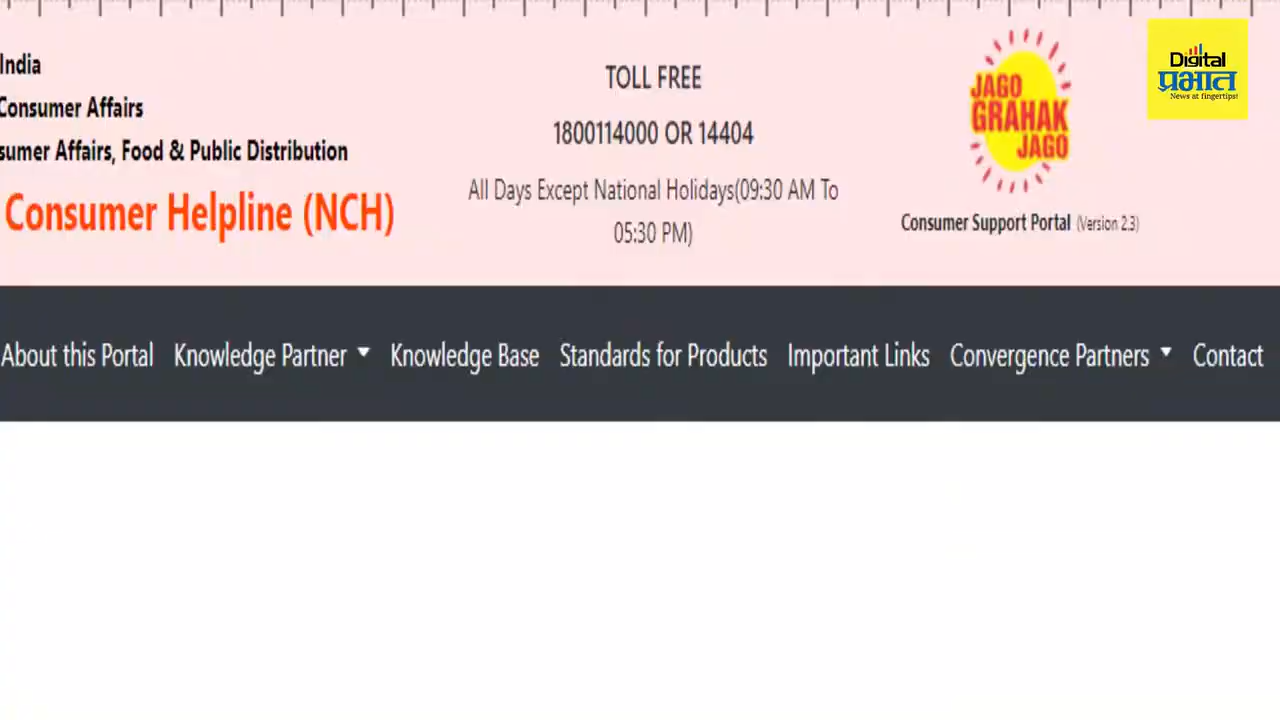 India
Consumer Affairs
sumer Affairs, Food & Public Distribution
Consumer Helpline (NCH)
TOLL FREE
1800114000 OR 14404
All Days Except National Holidays(09:30 AM To
05:30 PM)
JAGO
GRAHAK
JAGO
Consumer Support Portal (Version 2.3)
Digital
प्रभात
News at fingertips!
About this Portal Knowledge Partner Knowledge Base Standards for Products Important Links Convergence Partners Contact